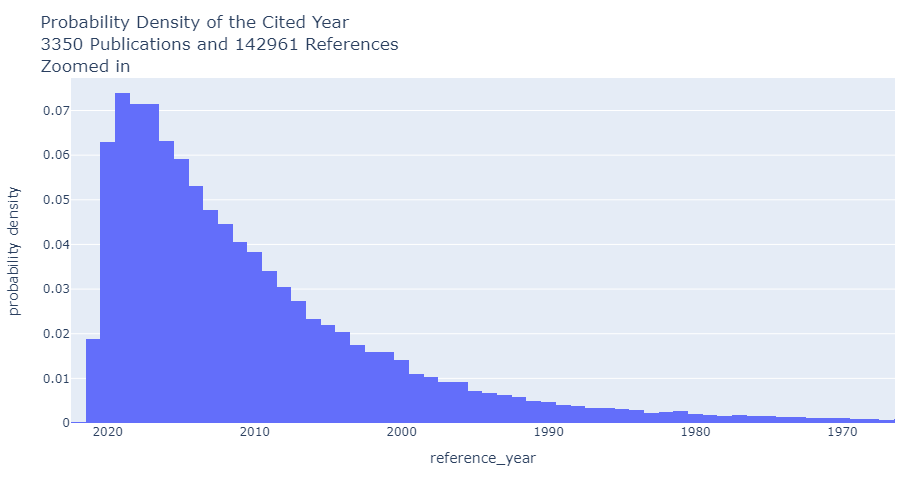 Probability Density of the Cited Year
3350 Publications and 142961 References
Zoomed in
0.07
0.06
0.05
0.04
0.03
0.02
0.01
0
probability density
2020
2010
2000
1990
1980
1970
reference_year